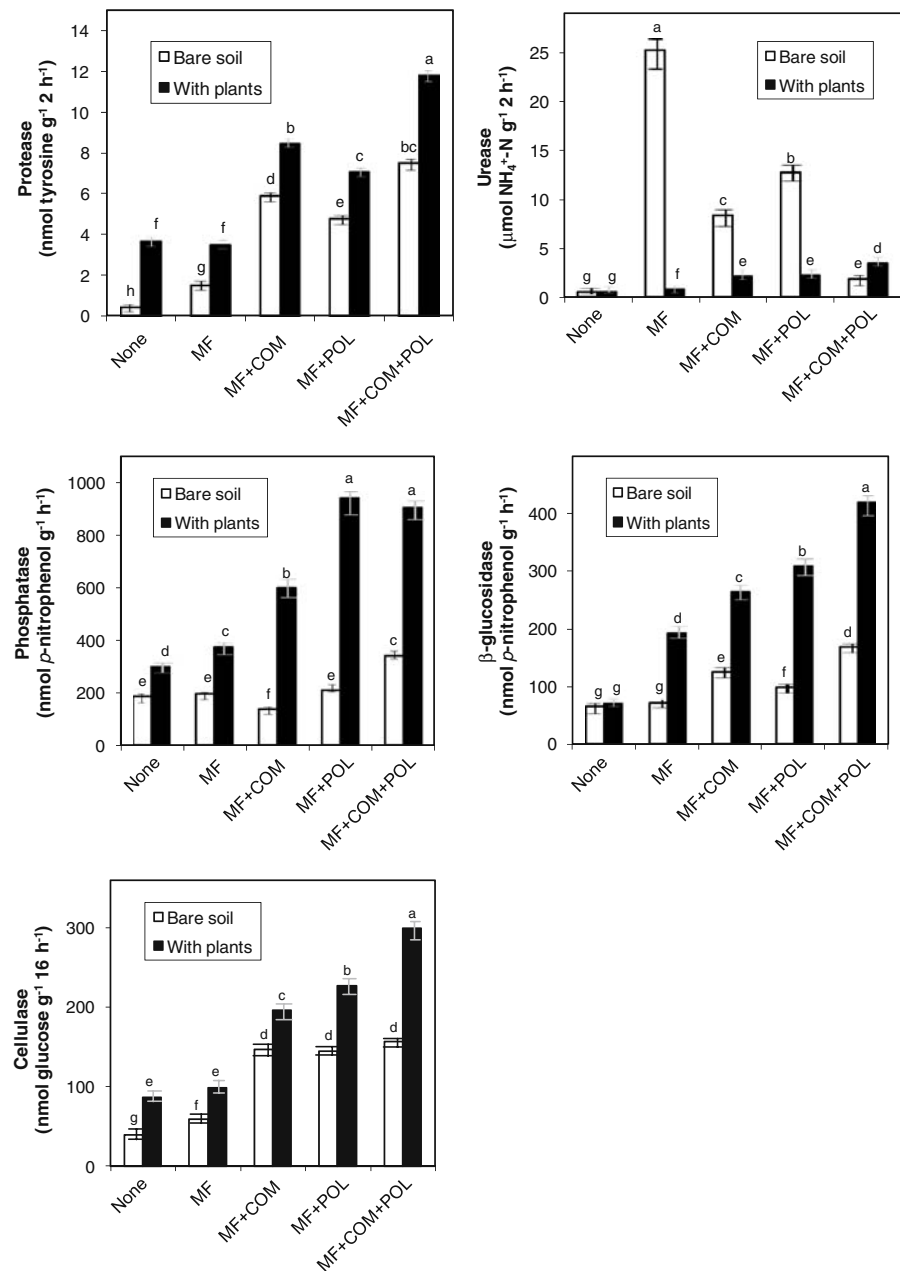 Protease
(nmol tyrosine g⁻¹ 2 h⁻¹)
14
12
10
8
6
4
2
0
Bare soil
With plants
h
f
g
f
d
b
e
c
bc
a
None
MF
MF+COM
MF+POL
MF+COM+POL
Urease
(μmol NH₄⁺-N g⁻¹ 2 h⁻¹)
25
20
15
10
5
0
Bare soil
With plants
g
g
a
f
c
e
b
e
e
d
None
MF
MF+COM
MF+POL
MF+COM+POL
Phosphatase
(nmol p-nitrophenol g⁻¹ h⁻¹)
1000
800
600
400
200
0
Bare soil
With plants
e
d
e
c
f
b
e
a
c
a
None
MF
MF+COM
MF+POL
MF+COM+POL
β-glucosidase
(nmol p-nitrophenol g⁻¹ h⁻¹)
400
300
200
100
0
Bare soil
With plants
g
g
g
d
e
c
f
b
d
a
None
MF
MF+COM
MF+POL
MF+COM+POL
Cellulase
(nmol glucose g⁻¹ 16 h⁻¹)
300
200
100
0
Bare soil
With plants
g
e
f
e
d
c
d
b
d
a
None
MF
MF+COM
MF+POL
MF+COM+POL